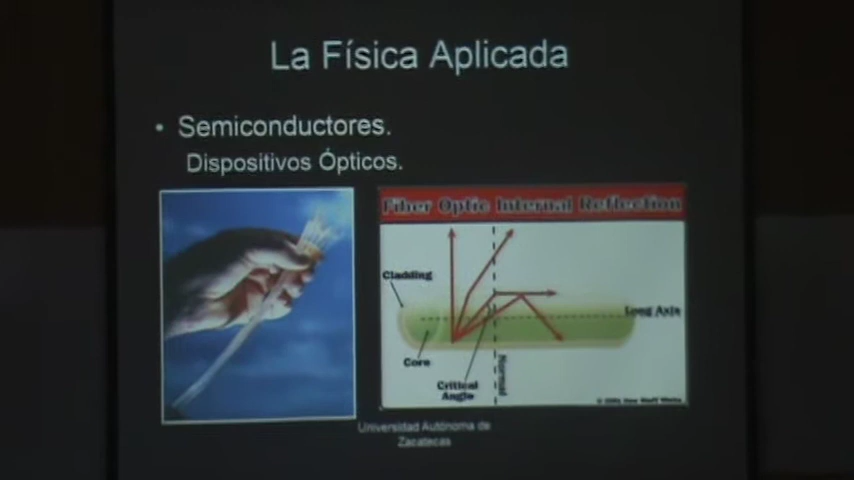 La Física Aplicada
• Semiconductores.
Dispositivos Ópticos.
Fiber Optic Internal Reflection
Cladding
Long Axis
Core
Critical
Angle
Normal
Universidad Autónoma de
Zacatecas